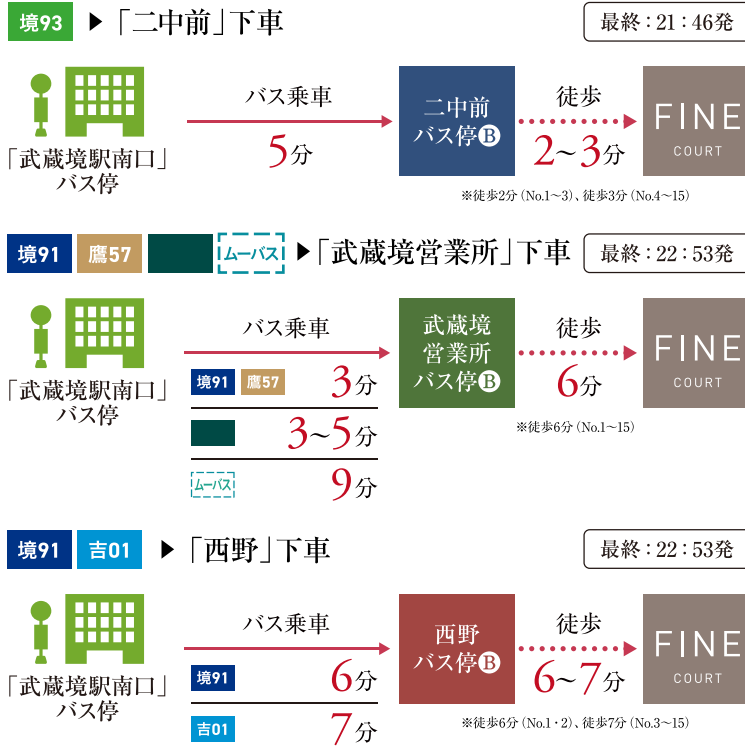 境93 ▶「二中前」下車 最終：21：46発
バス乗車
5分
「武蔵境駅南口」
バス停
二中前
バス停B
徒歩
2〜3分
FINE
COURT
※徒歩2分（No.1〜3）、徒歩3分（No.4〜15）
境91 鷹57 ムーバス ▶「武蔵境営業所」下車 最終：22：53発
バス乗車
境91 鷹57 3分
3〜5分
ムーバス 9分
「武蔵境駅南口」
バス停
武蔵境
営業所
バス停B
徒歩
6分
FINE
COURT
※徒歩6分（No.1〜15）
境91 吉01 ▶「西野」下車 最終：22：53発
バス乗車
境91 6分
吉01 7分
「武蔵境駅南口」
バス停
西野
バス停B
徒歩
6〜7分
FINE
COURT
※徒歩6分（No.1・2）、徒歩7分（No.3〜15）